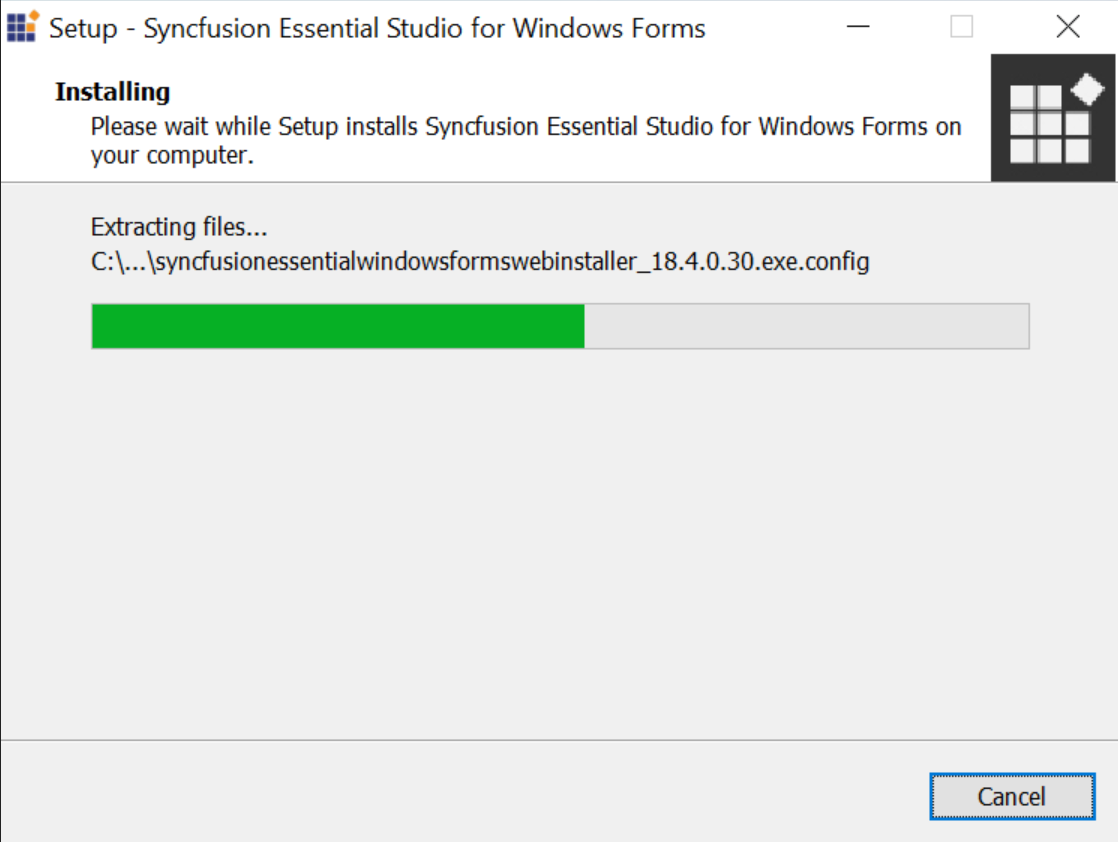 Setup - Syncfusion Essential Studio for Windows Forms
Installing
Please wait while Setup installs Syncfusion Essential Studio for Windows Forms on
your computer.
Extracting files...
C:\...\syncfusionessentialwindowsformswebinstaller_18.4.0.30.exe.config
Cancel